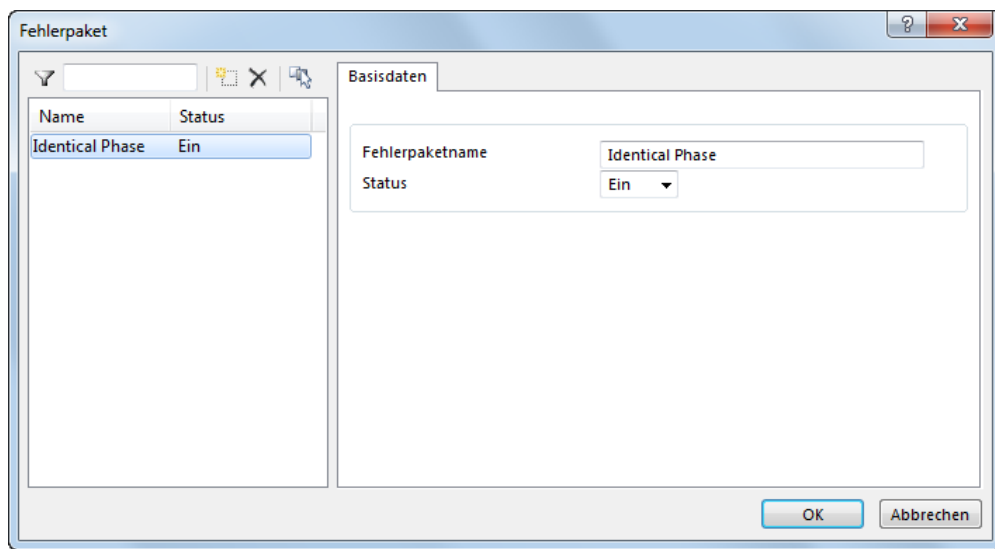 Fehlerpaket
Basisdaten
Name Status
Identical Phase Ein
Fehlerpaketname Identical Phase
Status Ein
OK Abbrechen